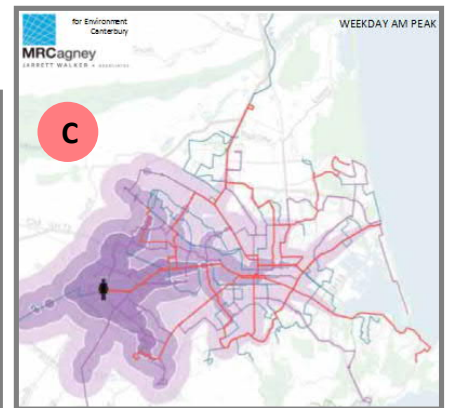 for Environment
Canterbury
WEEKDAY AM PEAK
MRCagney
JARRETT WALKER + ASSOCIATES
C